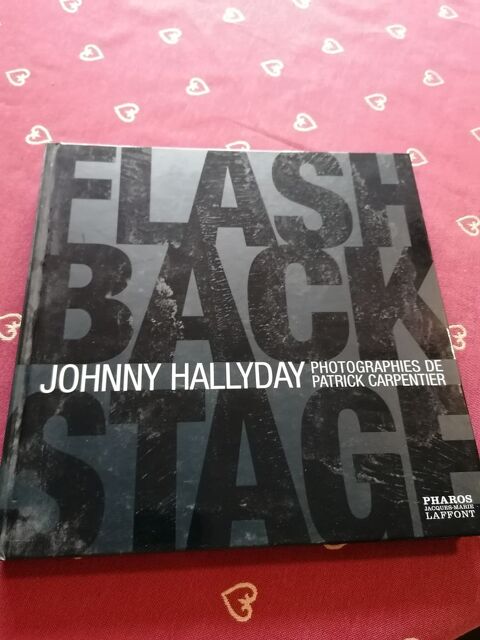 FLASH
BACK
JOHNNY HALLYDAY
PHOTOGRAPHIES DE
PATRICK CARPENTIER
STAGE
PHAROS
JACQUES-MARIE
LAFFONT